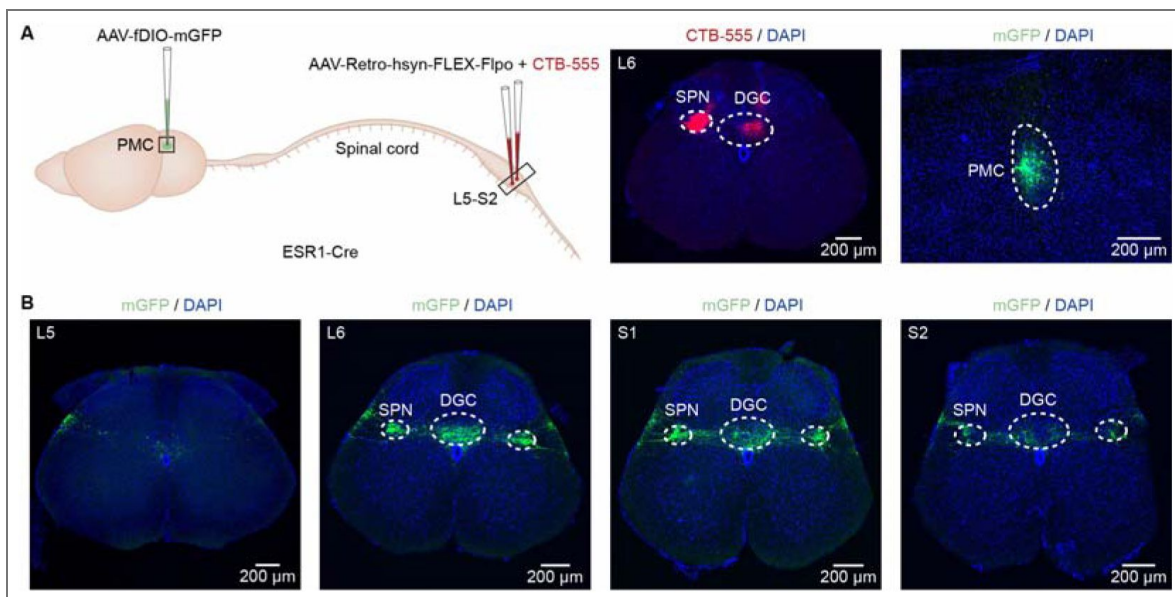 A
AAV-fDIO-mGFP
AAV-Retro-hsyn-FLEX-Flpo + CTB-555
PMC
Spinal cord
L5-S2
ESR1-Cre
CTB-555 / DAPI
L6
SPN
DGC
200 µm
mGFP / DAPI
PMC
200 µm
B
mGFP / DAPI
L5
200 µm
mGFP / DAPI
L6
SPN
DGC
200 µm
mGFP / DAPI
S1
SPN
DGC
200 µm
mGFP / DAPI
S2
SPN
DGC
200 µm